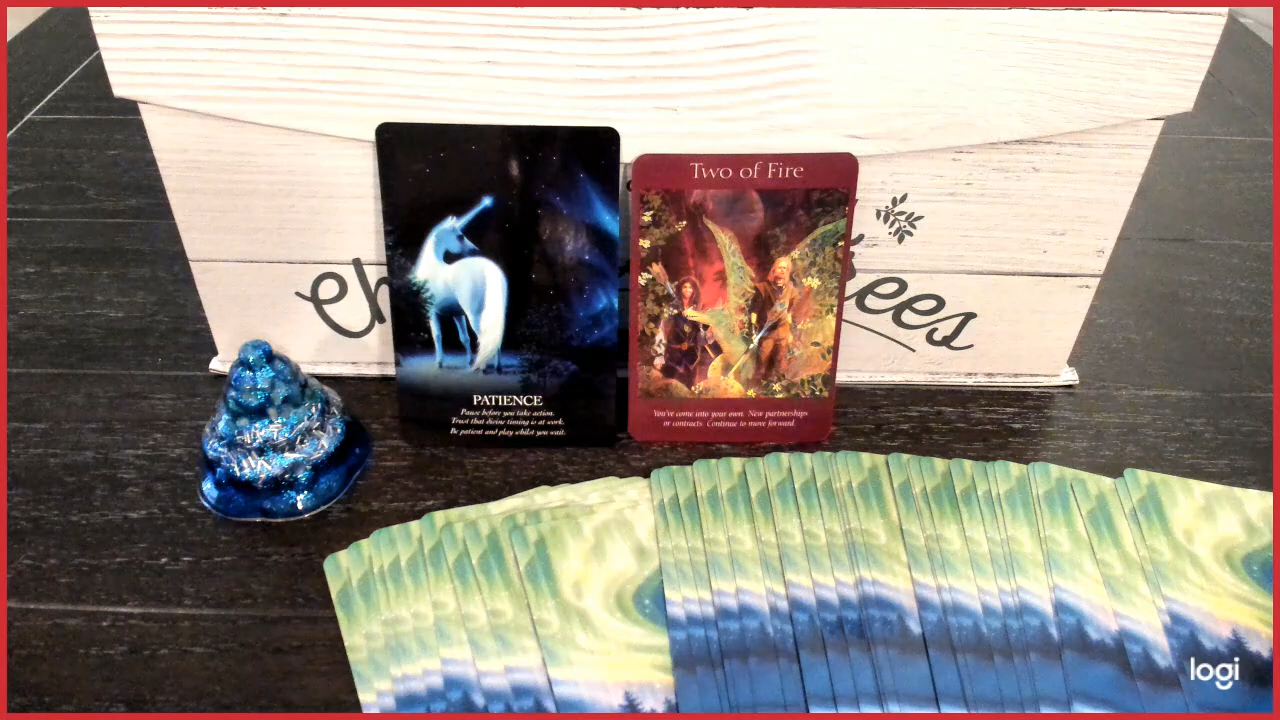 Two of Fire
Ch
ees
PATIENCE
Pause before you take action.
Trust that divine timing is at work.
Be patient and play whilst you wait.
You've come into your own. New partnerships
or contracts. Continue to move forward.
logi